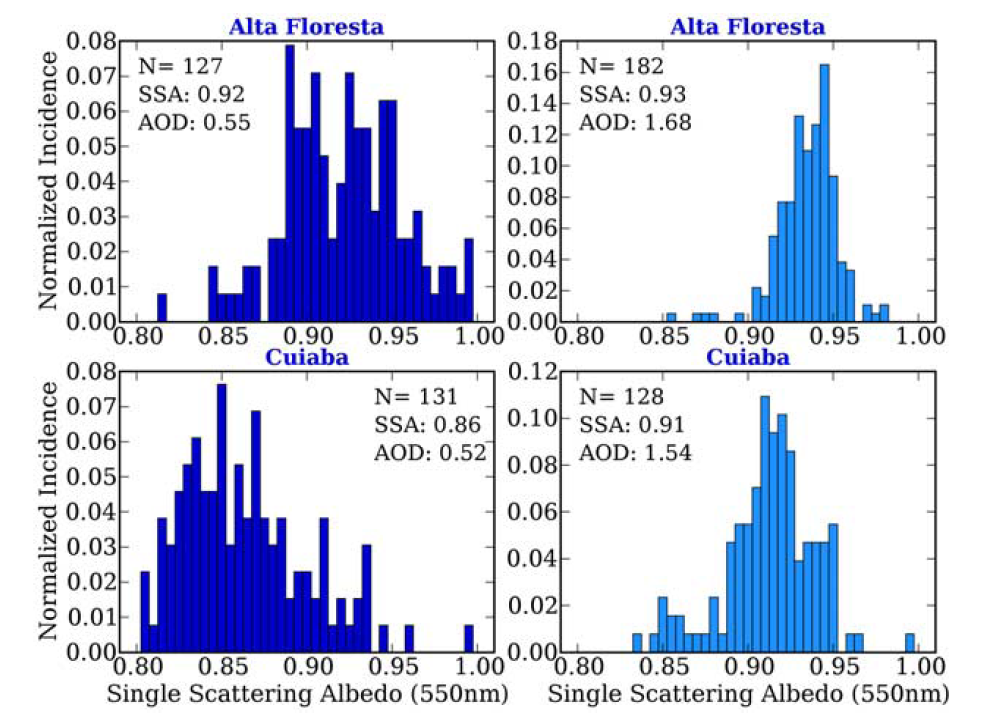 Alta Floresta
Alta Floresta
0.08
0.07
0.06
0.05
0.04
0.03
0.02
0.01
0.00
Normalized Incidence
N= 127
SSA: 0.92
AOD: 0.55
0.80 0.85 0.90 0.95 1.00
0.18
0.16
0.14
0.12
0.10
0.08
0.06
0.04
0.02
0.00
N= 182
SSA: 0.93
AOD: 1.68
0.80 0.85 0.90 0.95 1.00
Cuiaba
Cuiaba
0.08
0.07
0.06
0.05
0.04
0.03
0.02
0.01
0.00
Normalized Incidence
N= 131
SSA: 0.86
AOD: 0.52
0.80 0.85 0.90 0.95 1.00
Single Scattering Albedo (550nm)
0.12
0.10
0.08
0.06
0.04
0.02
0.00
N= 128
SSA: 0.91
AOD: 1.54
0.80 0.85 0.90 0.95 1.00
Single Scattering Albedo (550nm)